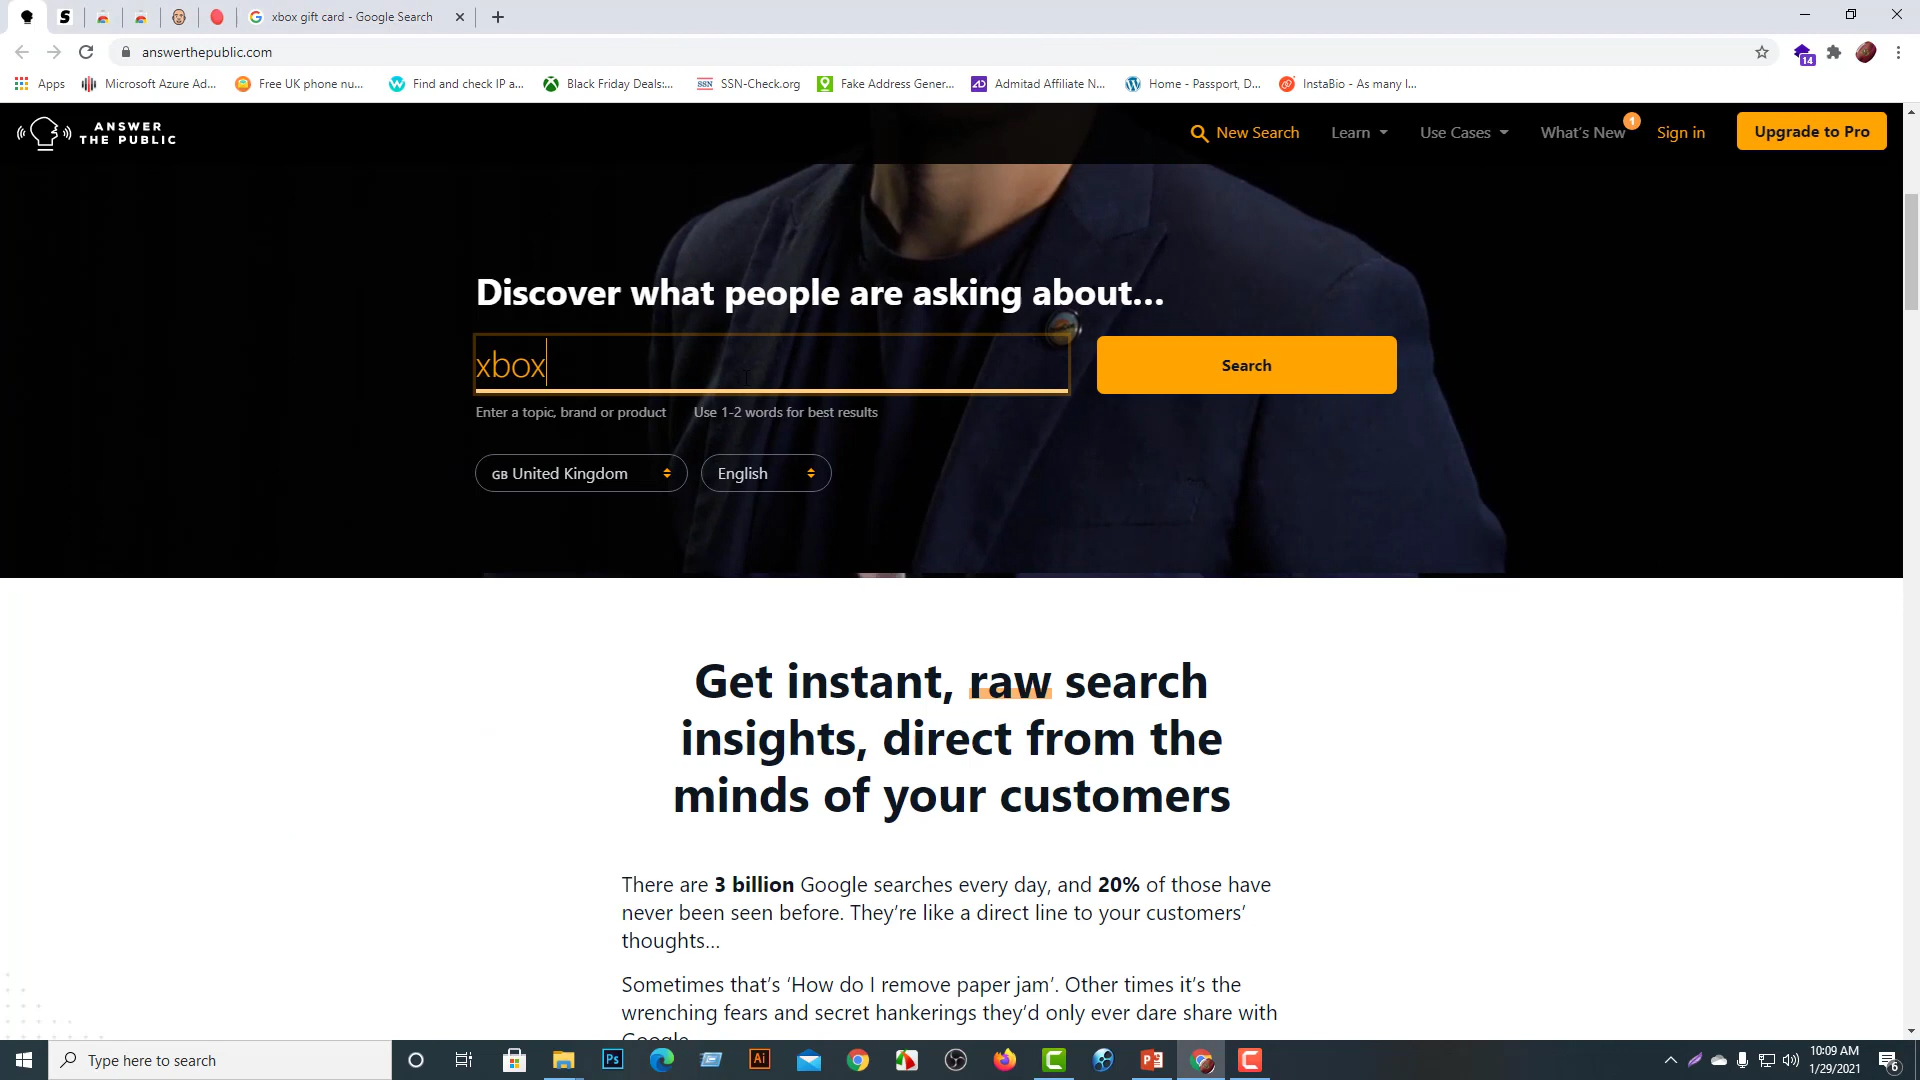 xbox gift card - Google Search
answerthepublic.com
14
Apps
Microsoft Azure Ad...
Free UK phone nu...
Find and check IP a...
Black Friday Deals:...
SSN-Check.org
Fake Address Gener...
Admitad Affiliate N...
Home - Passport, D...
InstaBio - As many l...
ANSWER
THE PUBLIC
New Search
Learn
Use Cases
What's New
1
Sign in
Upgrade to Pro
Discover what people are asking about...
xbox
Search
Enter a topic, brand or product
Use 1-2 words for best results
GB United Kingdom
English
Get instant, raw search
insights, direct from the
minds of your customers
There are 3 billion Google searches every day, and 20% of those have
never been seen before. They're like a direct line to your customers'
thoughts...
Sometimes that's ‘How do I remove paper jam’. Other times it's the
wrenching fears and secret hankerings they'd only ever dare share with
Google.
Type here to search
10:09 AM
1/29/2021
6